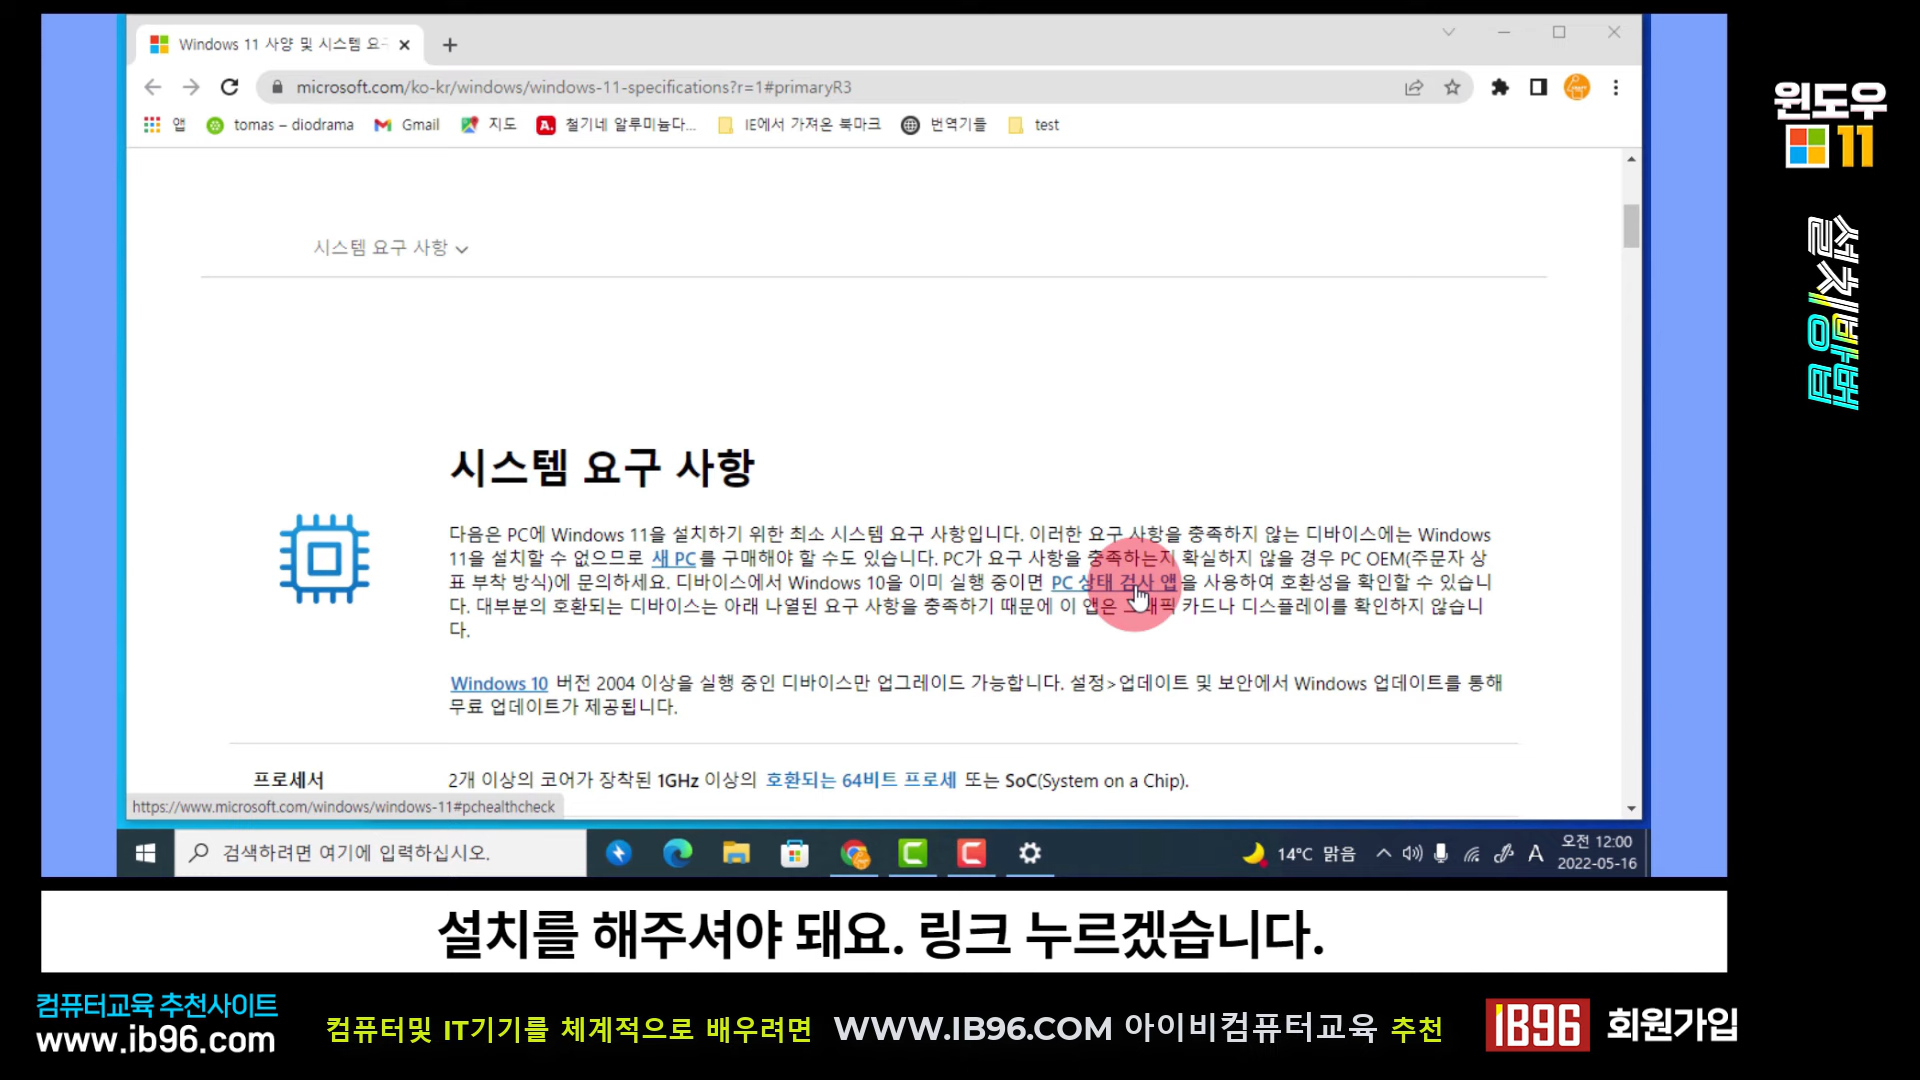 Windows 11 사양 및 시스템 요구
microsoft.com/ko-kr/windows/windows-11-specifications?r=1#primaryR3
앱 tomas – diodrama Gmail 지도 철기네 알루미늄다... IE에서 가져온 북마크 번역기들 test
시스템 요구 사항
시스템 요구 사항
다음은 PC에 Windows 11을 설치하기 위한 최소 시스템 요구 사항입니다. 이러한 요구 사항을 충족하지 않는 디바이스에는 Windows
11을 설치할 수 없으므로 새 PC를 구매해야 할 수도 있습니다. PC가 요구 사항을 충족하는지 확실하지 않을 경우 PC OEM(주문자 상
표 부착 방식)에 문의하세요. 디바이스에서 Windows 10을 이미 실행 중이면 PC 상태 검사 앱을 사용하여 호환성을 확인할 수 있습니
다. 대부분의 호환되는 디바이스는 아래 나열된 요구 사항을 충족하기 때문에 이 앱은 그래픽 카드나 디스플레이를 확인하지 않습니
다.
Windows 10 버전 2004 이상을 실행 중인 디바이스만 업그레이드 가능합니다. 설정>업데이트 및 보안에서 Windows 업데이트를 통해
무료 업데이트가 제공됩니다.
프로세서 2개 이상의 코어가 장착된 1GHz 이상의 호환되는 64비트 프로세 또는 SoC(System on a Chip).
https://www.microsoft.com/windows/windows-11#pchealthcheck
검색하려면 여기에 입력하십시오.
14°C 맑음 A 오전 12:00
2022-05-16
윈도우
11
설치방법
설치를 해주셔야 돼요. 링크 누르겠습니다.
컴퓨터교육 추천사이트
www.ib96.com
컴퓨터및 IT기기를 체계적으로 배우려면 WWW.IB96.COM 아이비컴퓨터교육 추천
IB96 회원가입